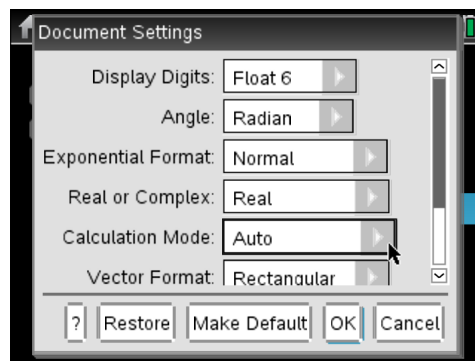 Document Settings
Display Digits: Float 6
Angle: Radian
Exponential Format: Normal
Real or Complex: Real
Calculation Mode: Auto
Vector Format: Rectangular
? Restore Make Default OK Cancel